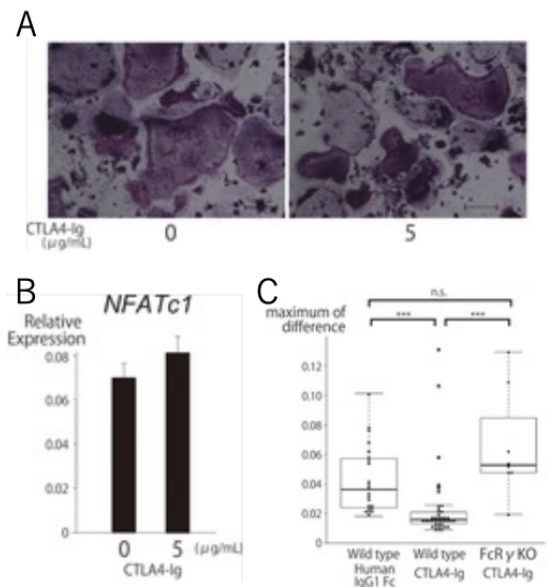 A
CTLA4-Ig
(μg/mL)
0
5
B
NFATc1
Relative
Expression
0.08
0.06
0.04
0.02
0
0
5
(μg/mL)
CTLA4-Ig
C
n.s.
maximum of
difference
***
***
0.12
0.10
0.08
0.06
0.04
0.02
0
Wild type
Human
IgG1 Fc
Wild type
CTLA4-Ig
FcRγKO
CTLA4-Ig